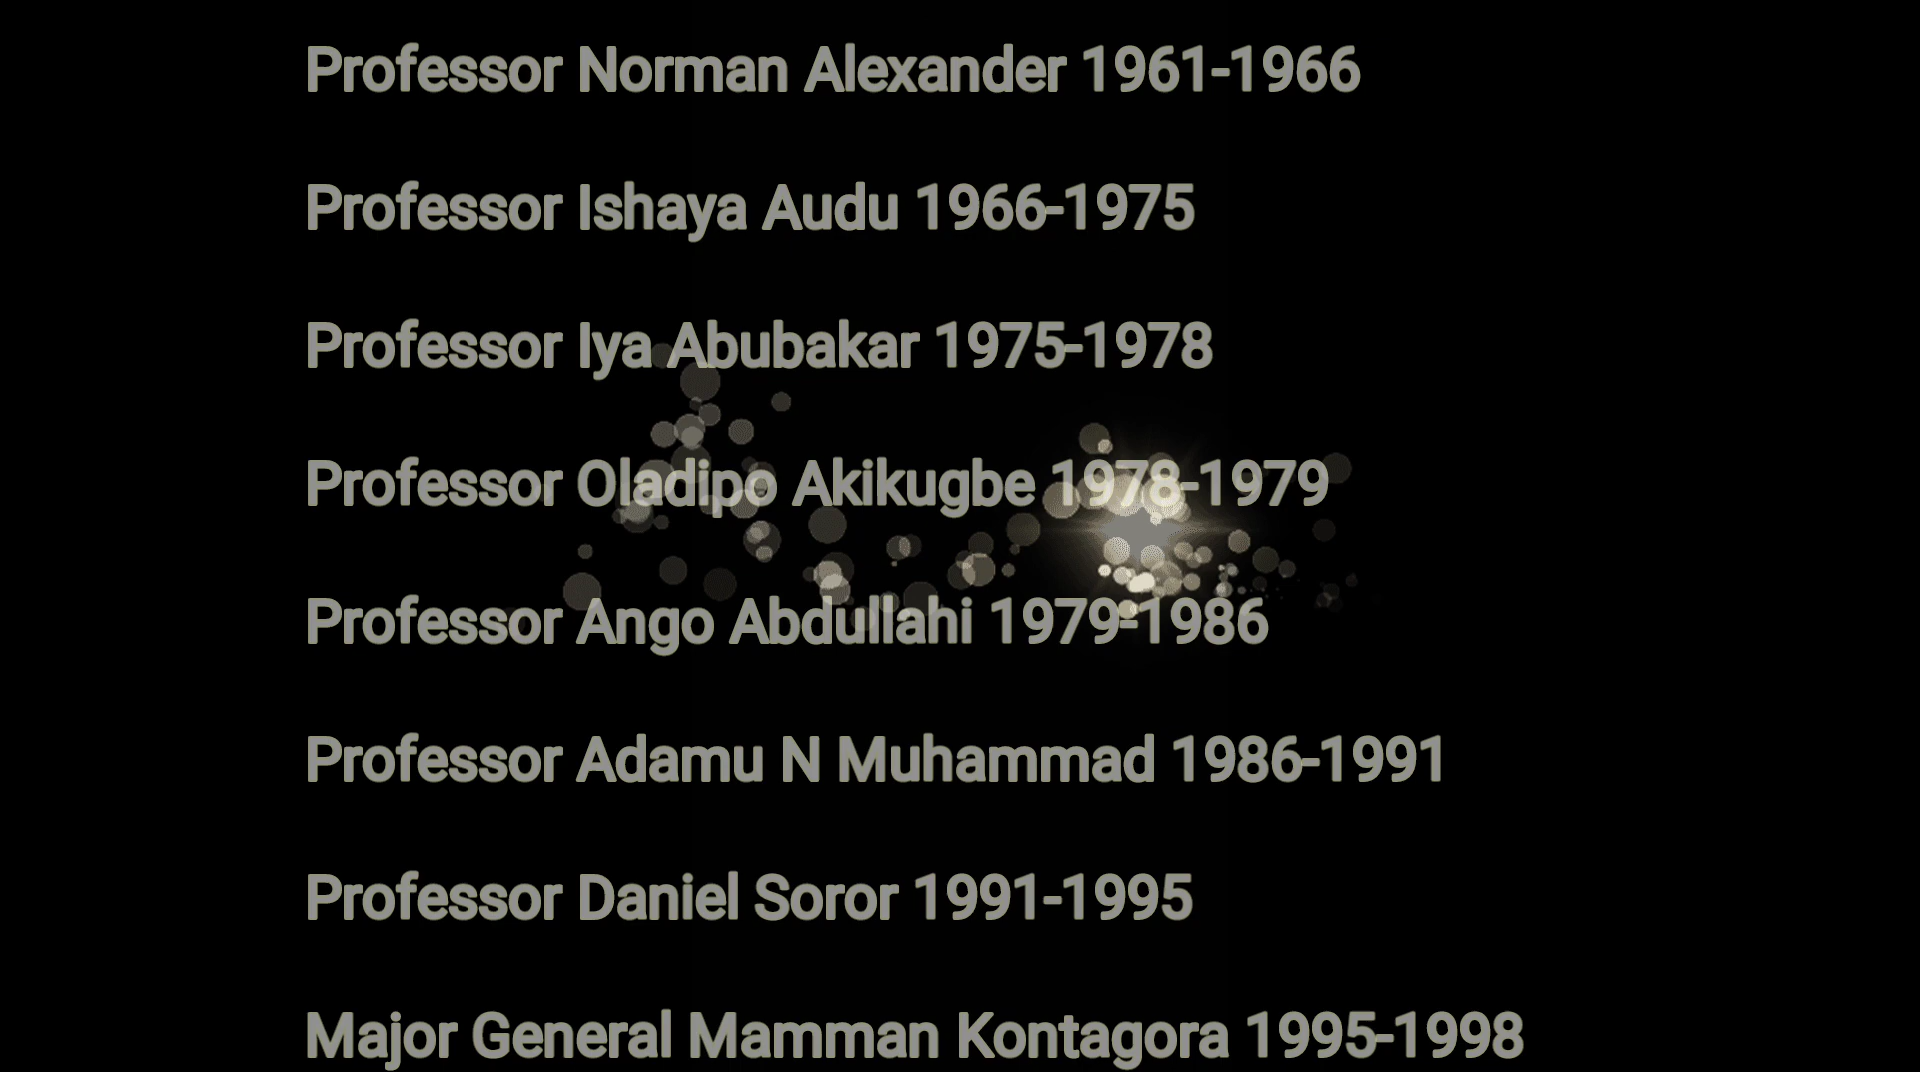 Professor Norman Alexander 1961-1966
Professor Ishaya Audu 1966-1975
Professor Iya Abubakar 1975-1978
Professor Oladipo Akikugbe 1978-1979
Professor Ango Abdullahi 1979-1986
Professor Adamu N Muhammad 1986-1991
Professor Daniel Soror 1991-1995
Major General Mamman Kontagora 1995-1998